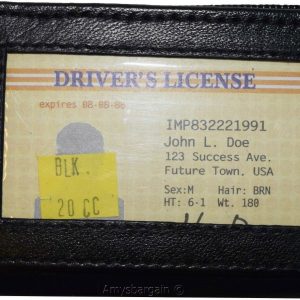 DRIVER'S LICENSE
expires 08-08-86
IMP832221991
John L. Doe
123 Success Ave.
Future Town, USA
Sex:M Hair: BRN
HT: 6-1 Wt. 180
BLK.
20 CC
Amysbargain ©